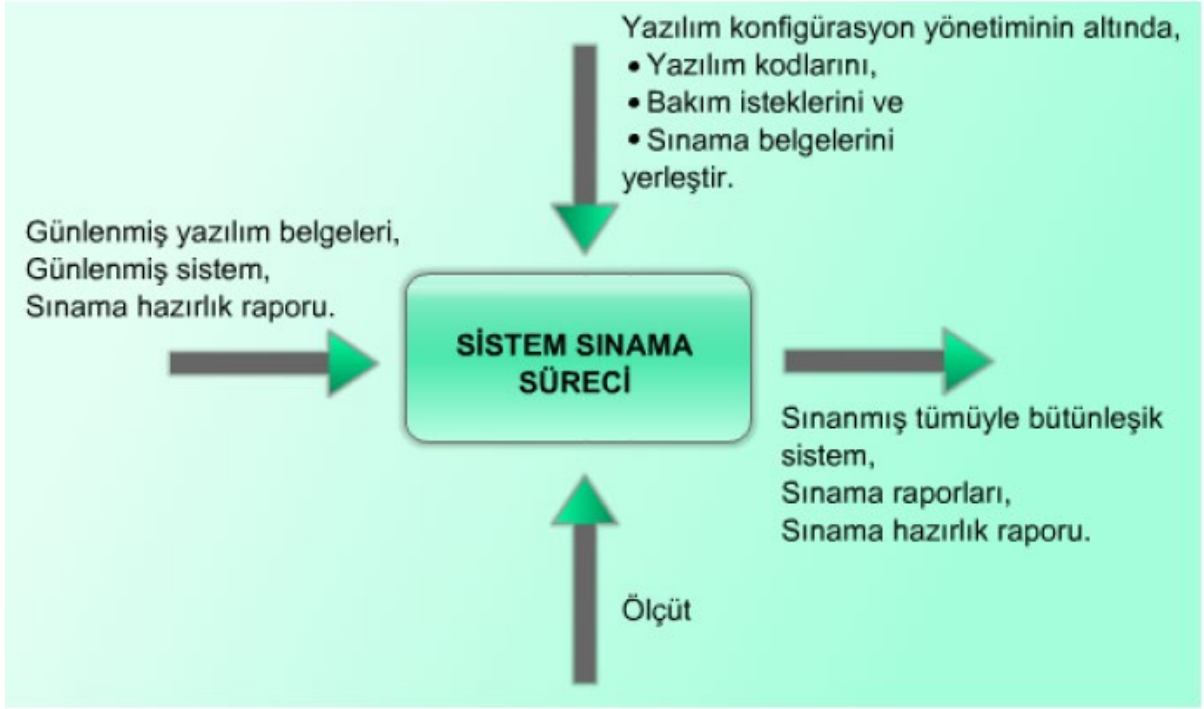 Yazılım konfigürasyon yönetiminin altında,
• Yazılım kodlarını,
• Bakım isteklerini ve
• Sınama belgelerini
yerleştir.
Günlenmiş yazılım belgeleri,
Günlenmiş sistem,
Sınama hazırlık raporu.
SİSTEM SINAMA
SÜRECİ
Sınanmış tümüyle bütünleşik
sistem,
Sınama raporları,
Sınama hazırlık raporu.
Ölçüt